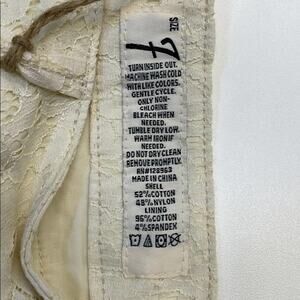 SIZE
7
TURN INSIDE OUT.
MACHINE WASH COLD
WITH LIKE COLORS.
GENTLE CYCLE.
ONLY NON-
CHLORINE
BLEACH WHEN
NEEDED.
TUMBLE DRY LOW.
WARM IRON IF
NEEDED.
DO NOT DRY CLEAN
REMOVE PROMPTLY.
RN#128963
MADE IN CHINA
SHELL
52%COTTON
48%NYLON
LINING
96%COTTON
4%SPANDEX